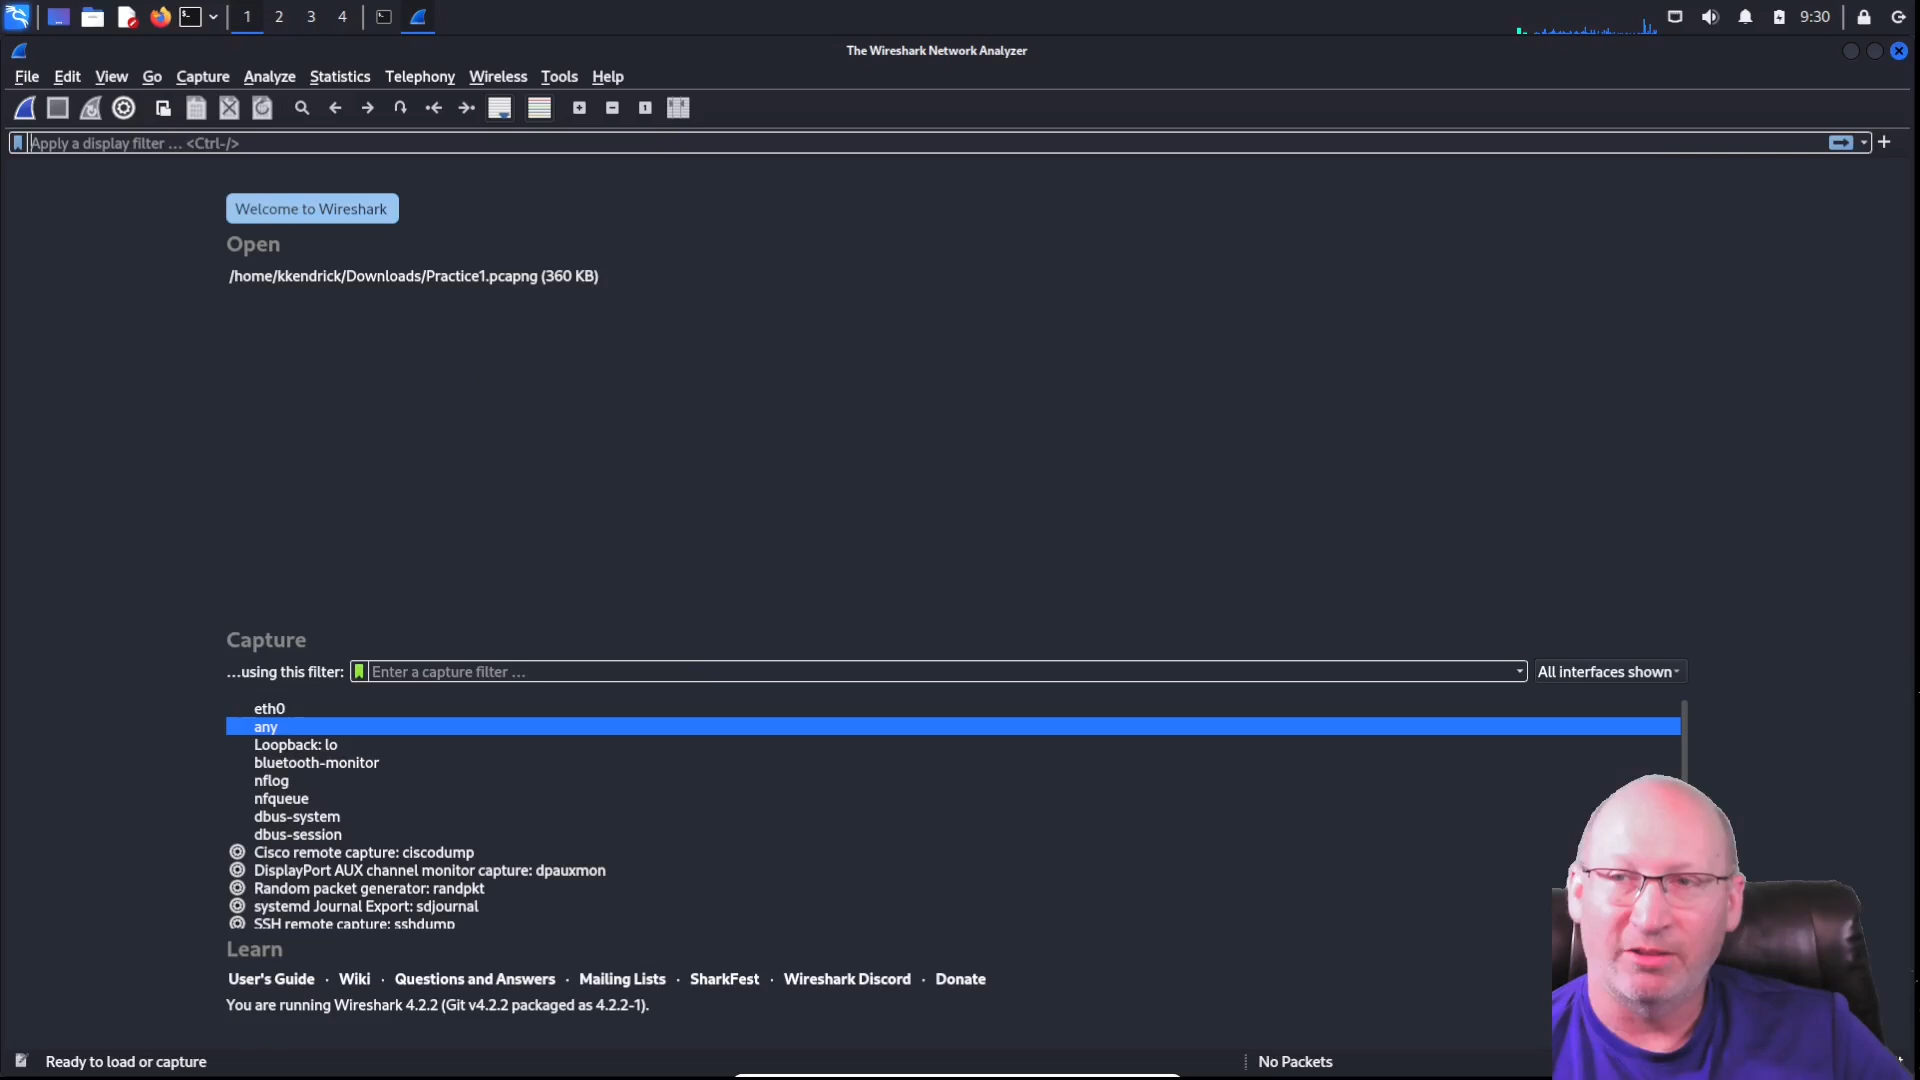 1 2 3 4 9:30
The Wireshark Network Analyzer
File Edit View Go Capture Analyze Statistics Telephony Wireless Tools Help
Apply a display filter ... <Ctrl-/>
Welcome to Wireshark
Open
/home/kkendrick/Downloads/Practice1.pcapng (360 KB)
Capture
...using this filter: Enter a capture filter ... All interfaces shown
eth0
any
Loopback: lo
bluetooth-monitor
nflog
nfqueue
dbus-system
dbus-session
Cisco remote capture: ciscodump
DisplayPort AUX channel monitor capture: dpauxmon
Random packet generator: randpkt
systemd Journal Export: sdjournal
SSH remote capture: sshdump
Learn
User's Guide · Wiki · Questions and Answers · Mailing Lists · SharkFest · Wireshark Discord · Donate
You are running Wireshark 4.2.2 (Git v4.2.2 packaged as 4.2.2-1).
Ready to load or capture No Packets